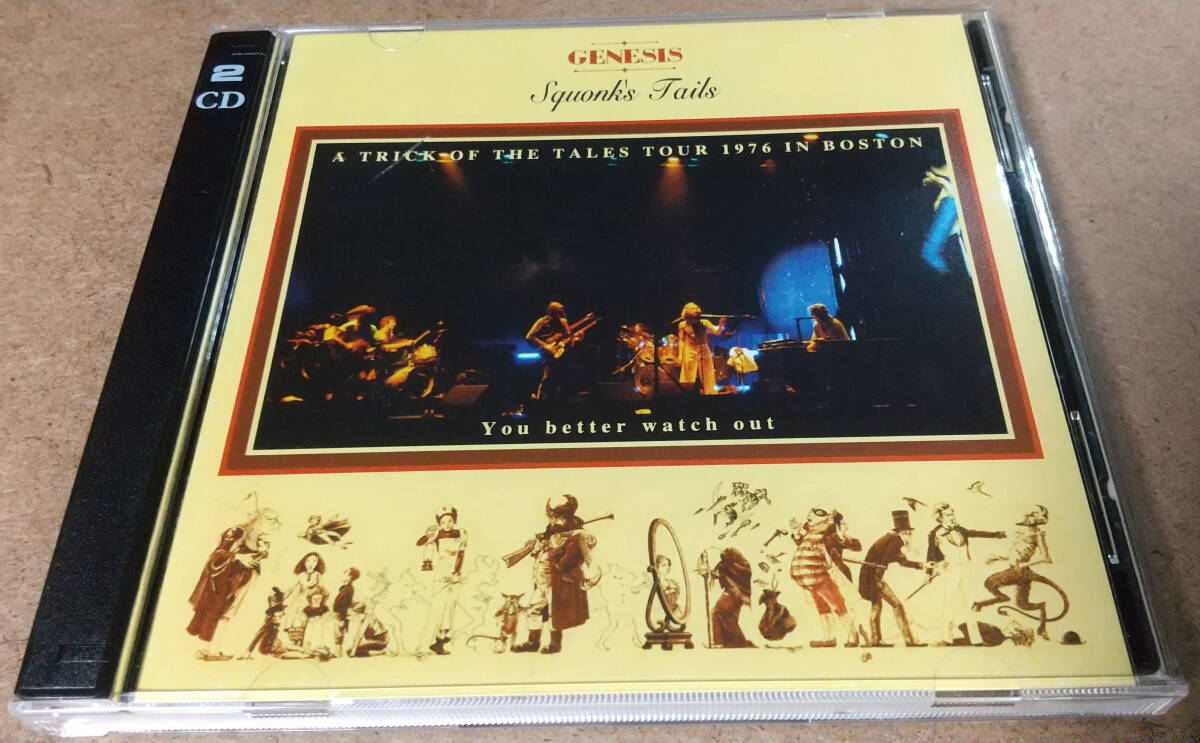 2
CD
GENESIS
Squonk's Tails
A TRICK OF THE TALES TOUR 1976 IN BOSTON
You better watch out